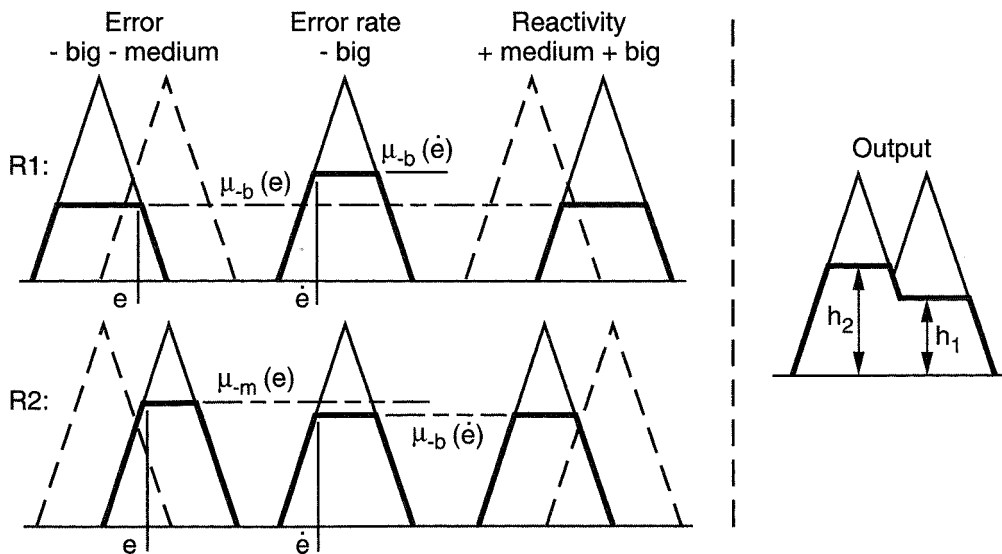 Error
Error rate
Reactivity
- big - medium
- big
+ medium + big
R1:
μ₋b (e)
μ₋b (ė)
e
ė
R2:
μ₋m (e)
μ₋b (ė)
e
ė
Output
h₂
h₁